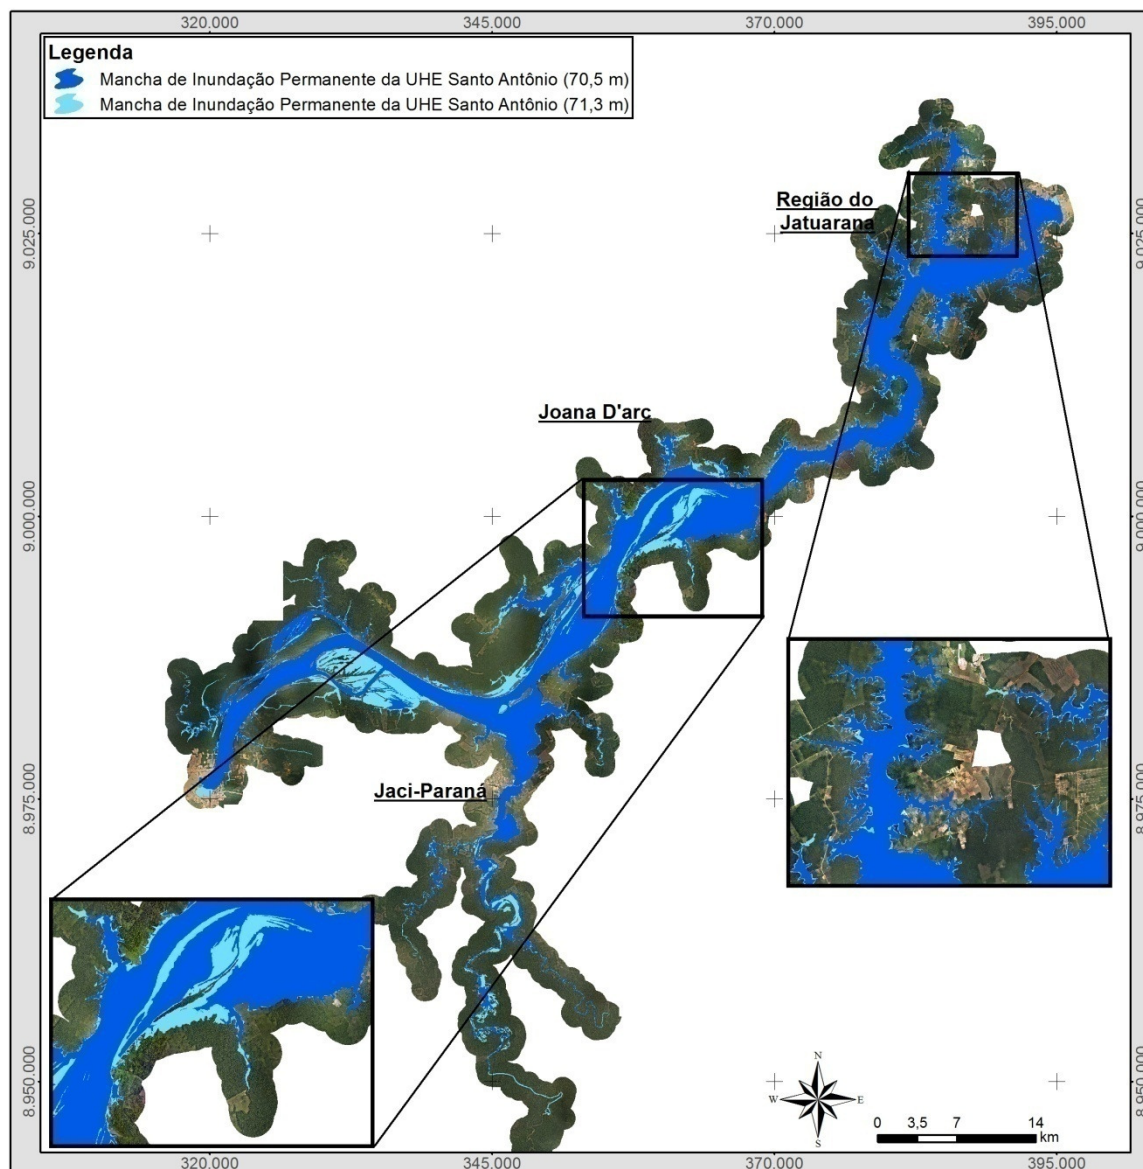 320.000 345.000 370.000 395.000
Legenda
Mancha de Inundação Permanente da UHE Santo Antônio (70,5 m)
Mancha de Inundação Permanente da UHE Santo Antônio (71,3 m)
Região do
Jatuarana
9.025.000
9.025.000
Joana D'arc
9.000.000
9.000.000
Jaci-Paraná
8.975.000
8.975.000
8.950.000
8.950.000
N
W E
S
0 3,5 7 14
km
320.000 345.000 370.000 395.000